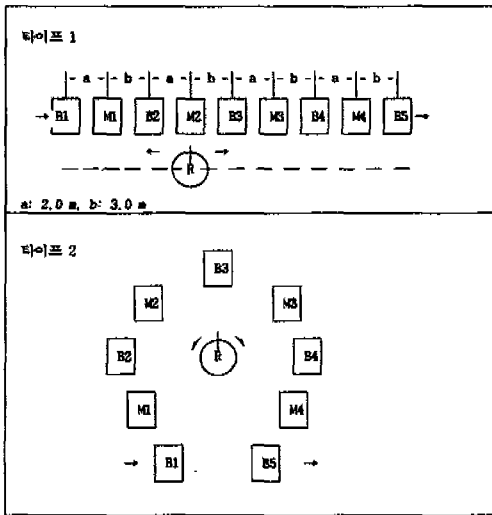 타이프 1
a b a b a b a b
B1 M1 B2 M2 B3 M3 B4 M4 B5
R
a: 2.0 m, b: 3.0 m
타이프 2
B3
M2 M3
B2 R B4
M1 M4
B1 B5